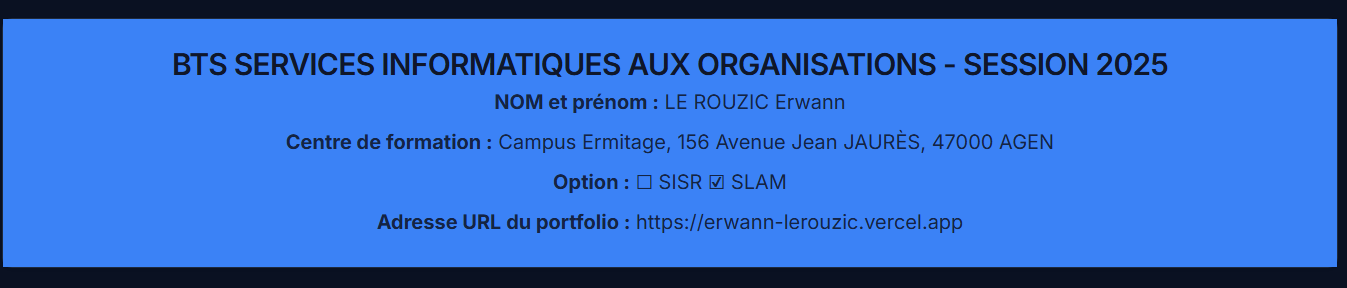 BTS SERVICES INFORMATIQUES AUX ORGANISATIONS - SESSION 2025
NOM et prénom : LE ROUZIC Erwann
Centre de formation : Campus Ermitage, 156 Avenue Jean JAURÈS, 47000 AGEN
Option : ☐ SISR ☑ SLAM
Adresse URL du portfolio : https://erwann-lerouzic.vercel.app